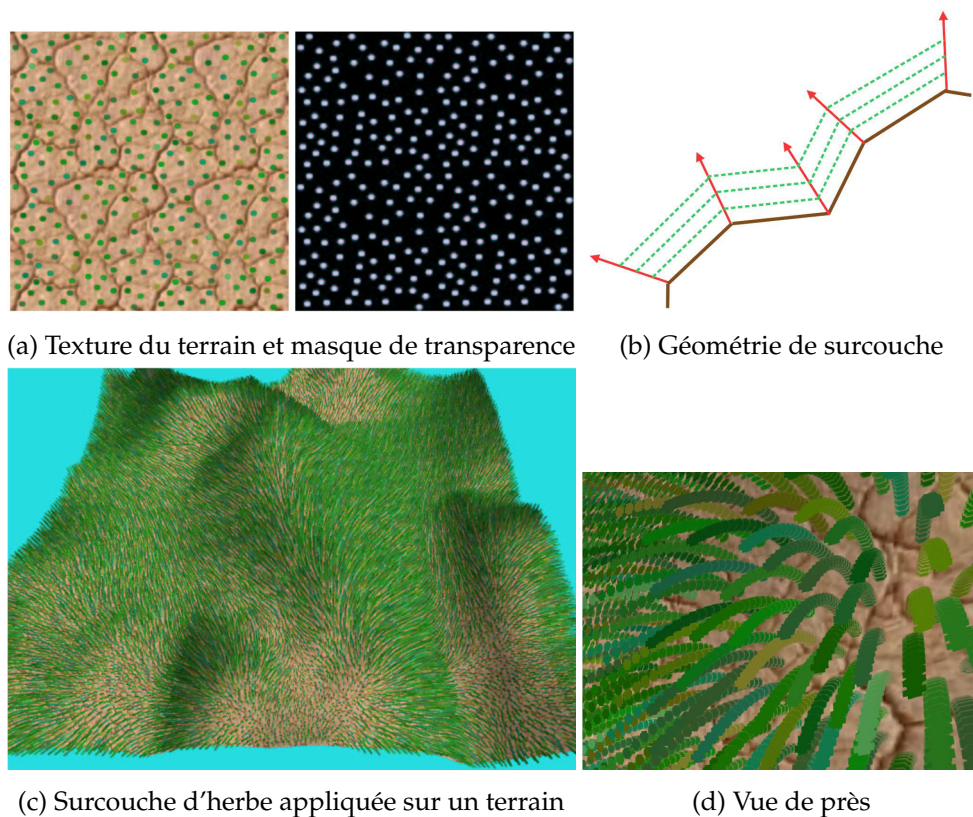 (a) Texture du terrain et masque de transparence
(b) Géométrie de surcouche
(c) Surcouche d'herbe appliquée sur un terrain
(d) Vue de près